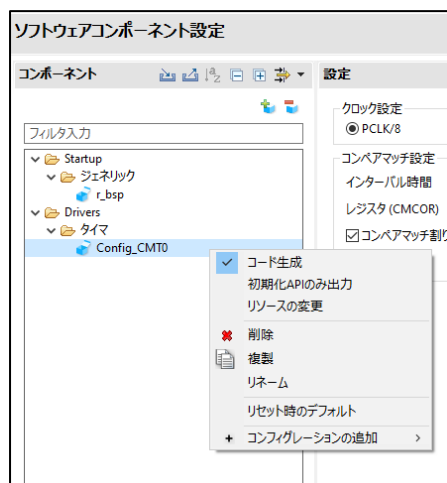 ソフトウェアコンポーネント設定
コンポーネント
設定
フィルタ入力
Startup
ジェネリック
r_bsp
Drivers
タイマ
Config_CMT0
クロック設定
PCLK/8
コンペアマッチ設定
インターバル時間
レジスタ (CMCOR)
コンペアマッチ割り
コード生成
初期化APIのみ出力
リソースの変更
削除
複製
リネーム
リセット時のデフォルト
コンフィグレーションの追加